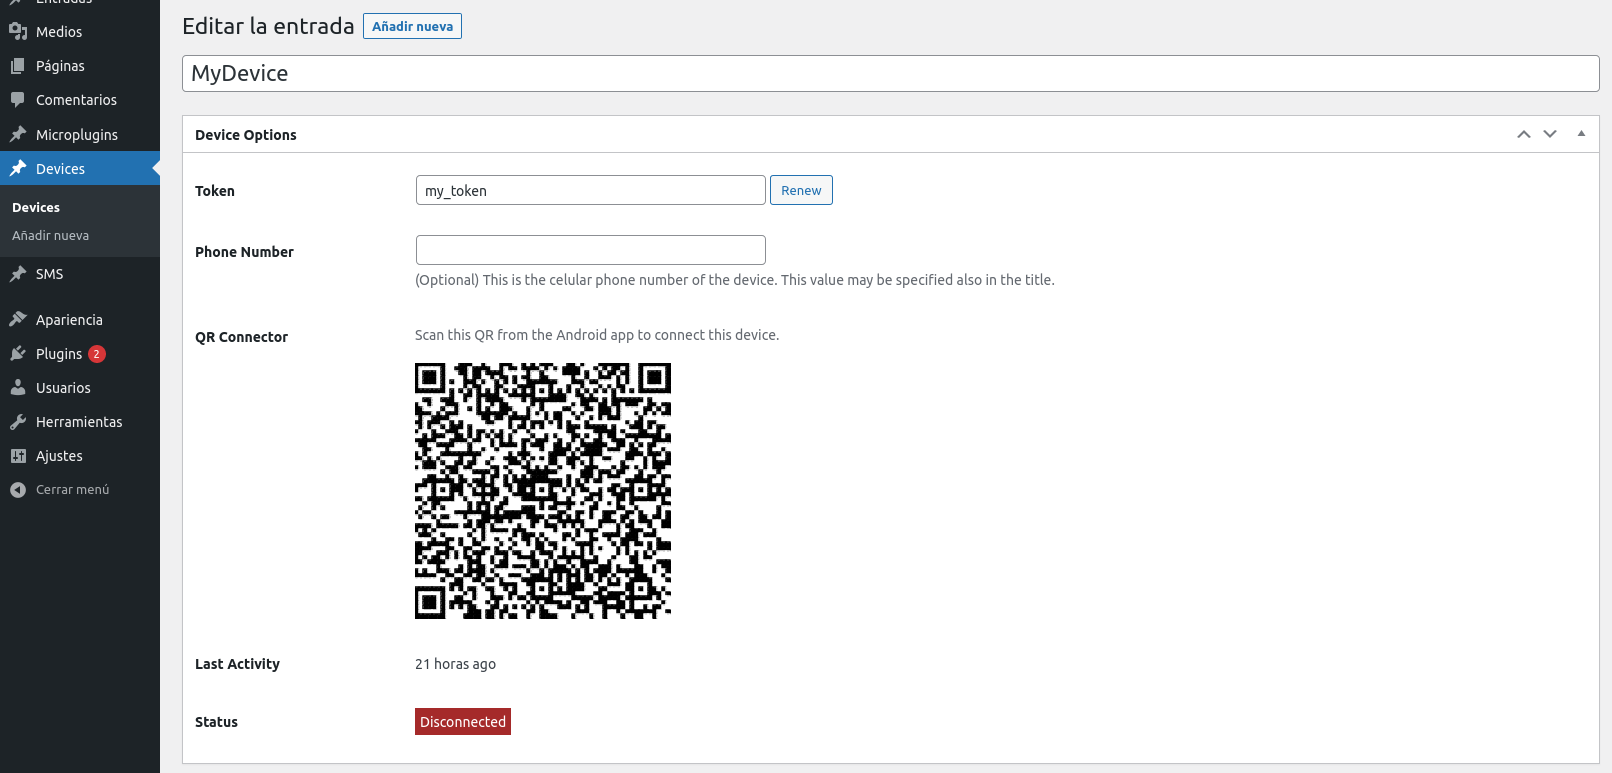 Entradas
Medios
Páginas
Comentarios
Microplugins
Devices
Devices
Añadir nueva
SMS
Apariencia
Plugins 2
Usuarios
Herramientas
Ajustes
Cerrar menú
Editar la entrada Añadir nueva
MyDevice
Device Options
Token my_token Renew
Phone Number
(Optional) This is the celular phone number of the device. This value may be specified also in the title.
QR Connector Scan this QR from the Android app to connect this device.
Last Activity 21 horas ago
Status Disconnected